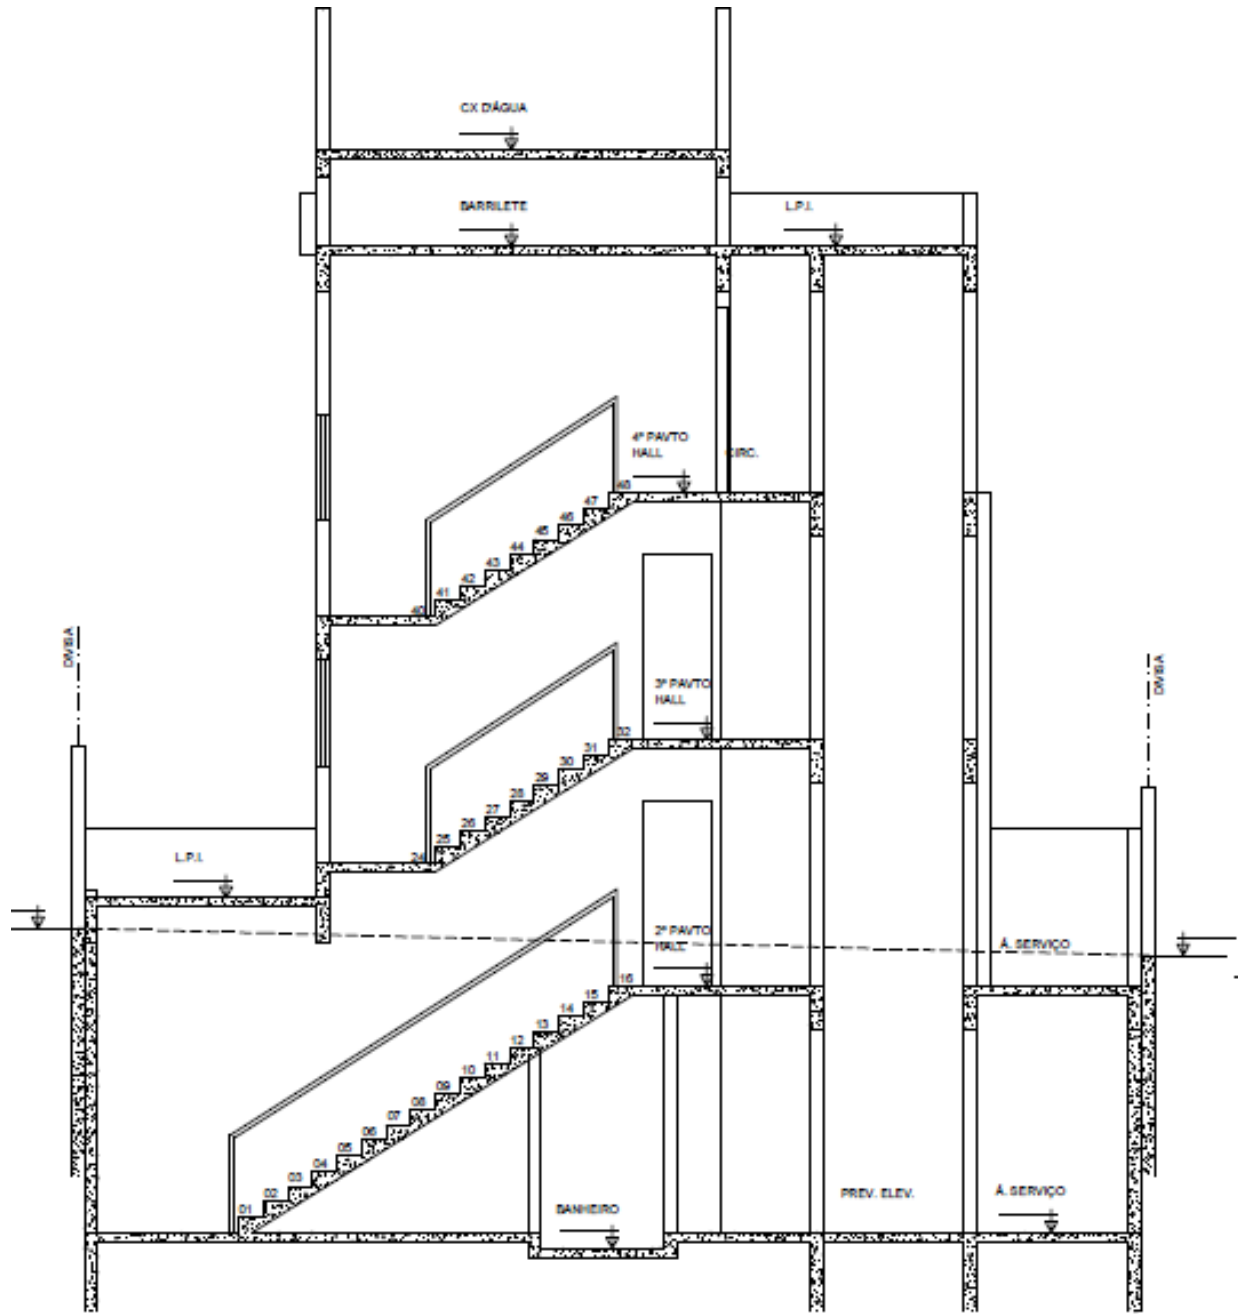 CX D'ÁGUA
BARRILETE
L.P.I.
4º PAVTO
HALL
CIRC.
48
47
46
45
44
43
42
41
40
DIVISA
DIVISA
3º PAVTO
HALL
32
31
30
29
28
27
26
25
24
L.P.I.
2º PAVTO
HALL
Á. SERVIÇO
16
15
14
13
12
11
10
09
08
07
06
05
04
03
02
01
PREV. ELEV.
Á. SERVIÇO
BANHEIRO